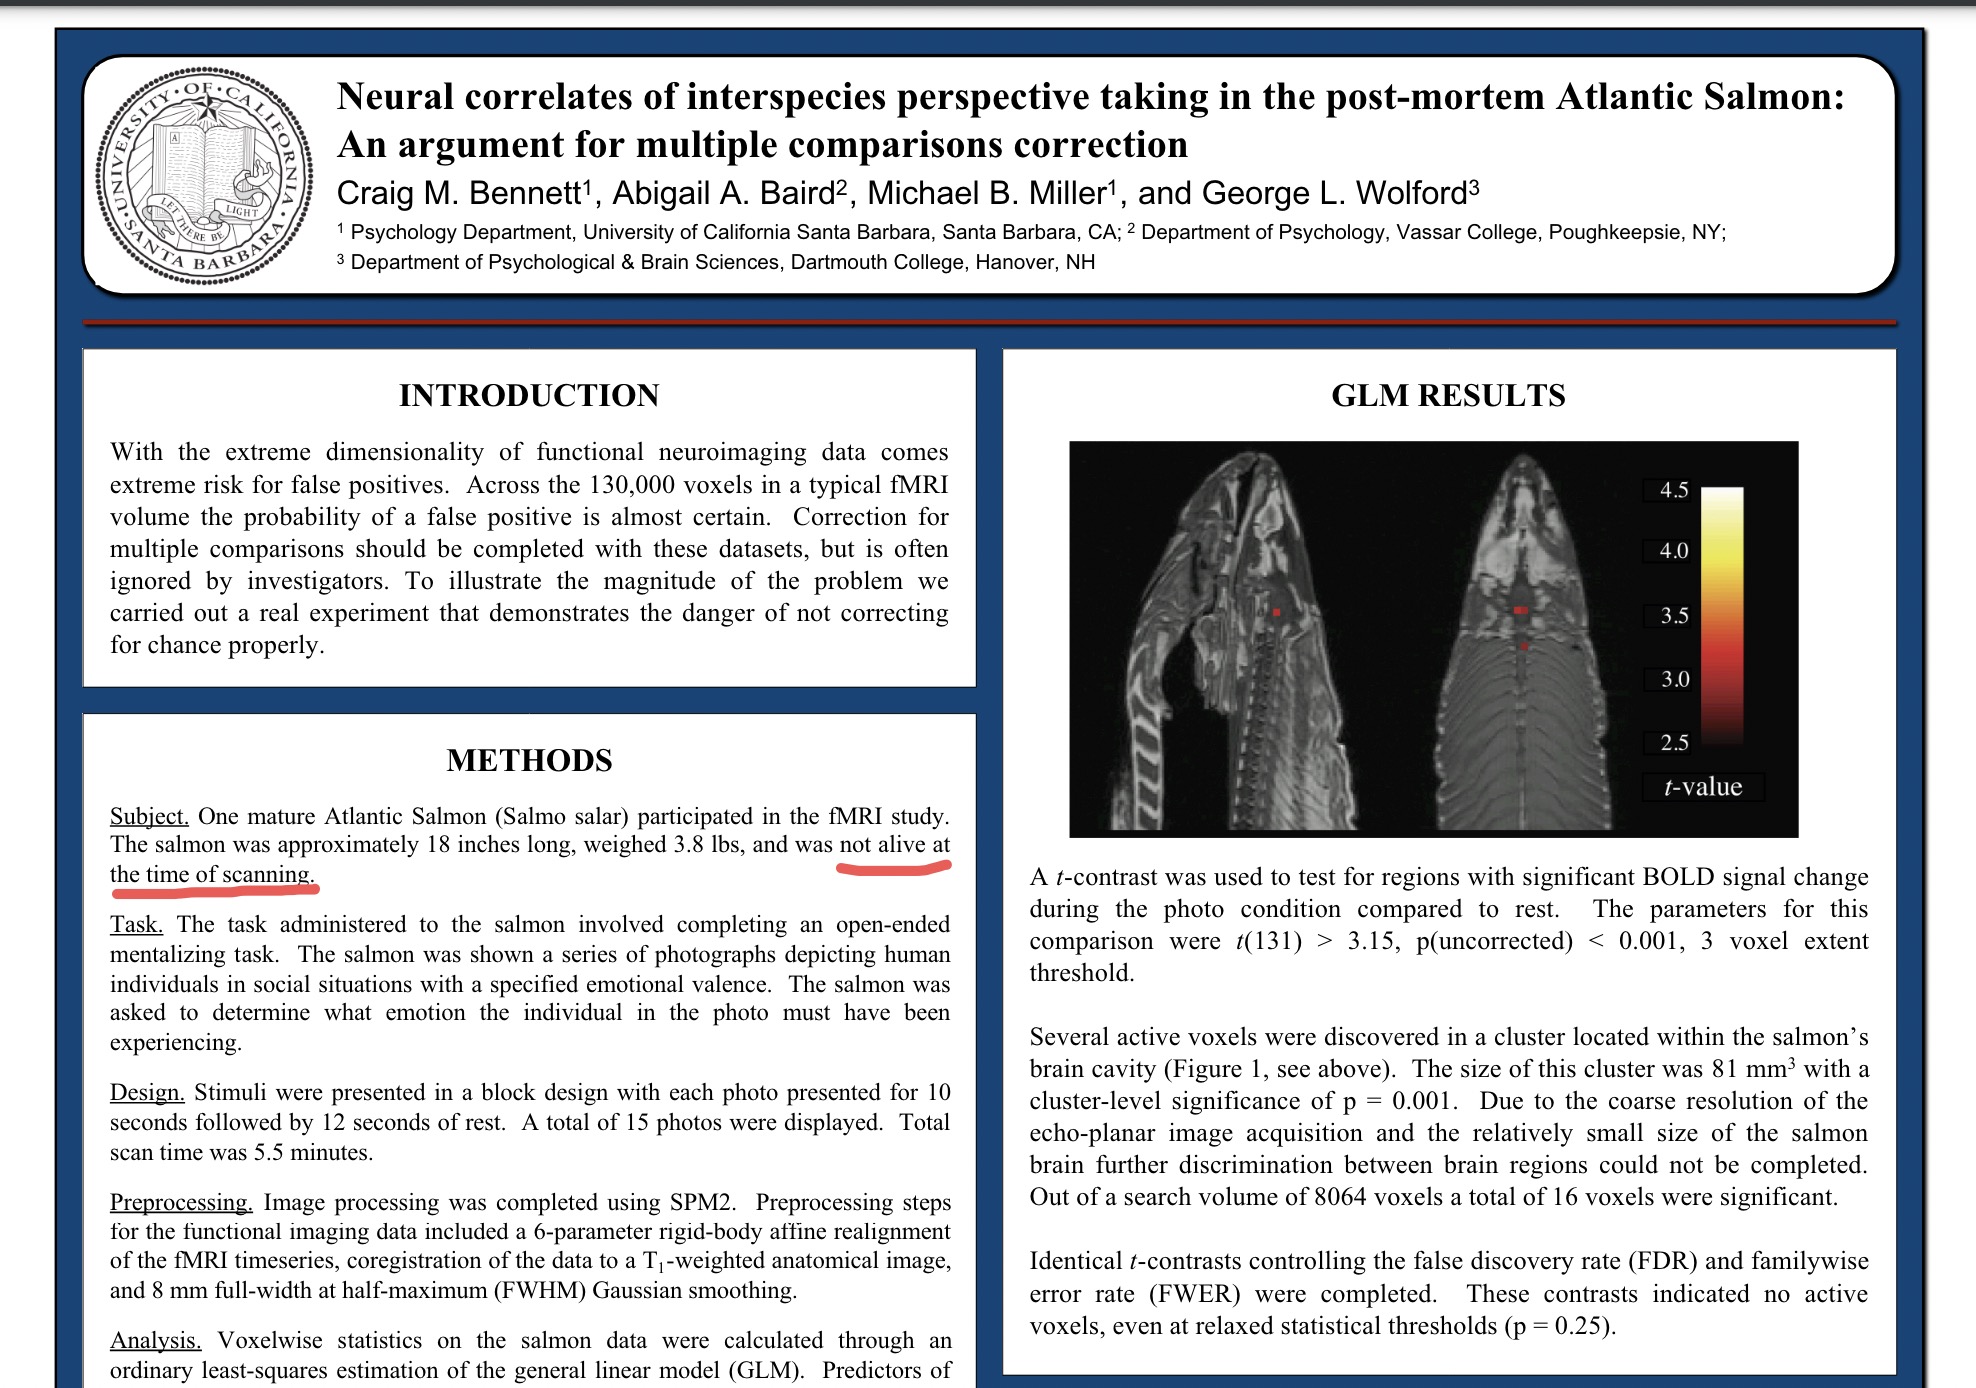 UNIVERSITY · OF · CALIFORNIA · SANTA BARBARA ·
A
LET THERE BE LIGHT
Neural correlates of interspecies perspective taking in the post-mortem Atlantic Salmon:
An argument for multiple comparisons correction
Craig M. Bennett¹, Abigail A. Baird², Michael B. Miller¹, and George L. Wolford³
¹ Psychology Department, University of California Santa Barbara, Santa Barbara, CA; ² Department of Psychology, Vassar College, Poughkeepsie, NY;
³ Department of Psychological & Brain Sciences, Dartmouth College, Hanover, NH
INTRODUCTION
With the extreme dimensionality of functional neuroimaging data comes
extreme risk for false positives. Across the 130,000 voxels in a typical fMRI
volume the probability of a false positive is almost certain. Correction for
multiple comparisons should be completed with these datasets, but is often
ignored by investigators. To illustrate the magnitude of the problem we
carried out a real experiment that demonstrates the danger of not correcting
for chance properly.
METHODS
Subject. One mature Atlantic Salmon (Salmo salar) participated in the fMRI study.
The salmon was approximately 18 inches long, weighed 3.8 lbs, and was not alive at
the time of scanning.
Task. The task administered to the salmon involved completing an open-ended
mentalizing task. The salmon was shown a series of photographs depicting human
individuals in social situations with a specified emotional valence. The salmon was
asked to determine what emotion the individual in the photo must have been
experiencing.
Design. Stimuli were presented in a block design with each photo presented for 10
seconds followed by 12 seconds of rest. A total of 15 photos were displayed. Total
scan time was 5.5 minutes.
Preprocessing. Image processing was completed using SPM2. Preprocessing steps
for the functional imaging data included a 6-parameter rigid-body affine realignment
of the fMRI timeseries, coregistration of the data to a T₁-weighted anatomical image,
and 8 mm full-width at half-maximum (FWHM) Gaussian smoothing.
Analysis. Voxelwise statistics on the salmon data were calculated through an
ordinary least-squares estimation of the general linear model (GLM). Predictors of
GLM RESULTS
4.5
4.0
3.5
3.0
2.5
t-value
A t-contrast was used to test for regions with significant BOLD signal change
during the photo condition compared to rest. The parameters for this
comparison were t(131) > 3.15, p(uncorrected) < 0.001, 3 voxel extent
threshold.
Several active voxels were discovered in a cluster located within the salmon’s
brain cavity (Figure 1, see above). The size of this cluster was 81 mm³ with a
cluster-level significance of p = 0.001. Due to the coarse resolution of the
echo-planar image acquisition and the relatively small size of the salmon
brain further discrimination between brain regions could not be completed.
Out of a search volume of 8064 voxels a total of 16 voxels were significant.
Identical t-contrasts controlling the false discovery rate (FDR) and familywise
error rate (FWER) were completed. These contrasts indicated no active
voxels, even at relaxed statistical thresholds (p = 0.25).